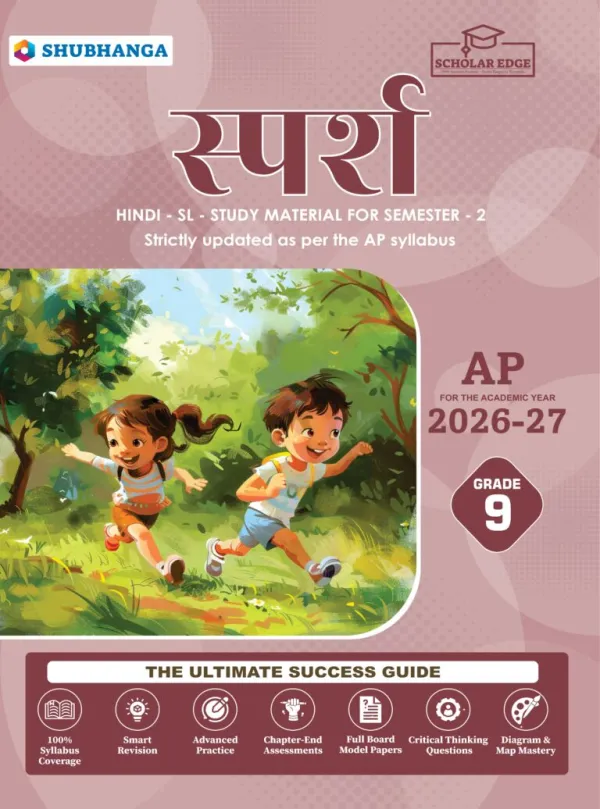 SHUBHANGA
SCHOLAR EDGE
स्पर्श
HINDI - SL - STUDY MATERIAL FOR SEMESTER - 2
Strictly updated as per the AP syllabus
AP
FOR THE ACADEMIC YEAR
2026-27
GRADE
9
THE ULTIMATE SUCCESS GUIDE
100%
Syllabus
Coverage
Smart
Revision
Advanced
Practice
Chapter-End
Assessments
Full Board
Model Papers
Critical Thinking
Questions
Diagram &
Map Mastery